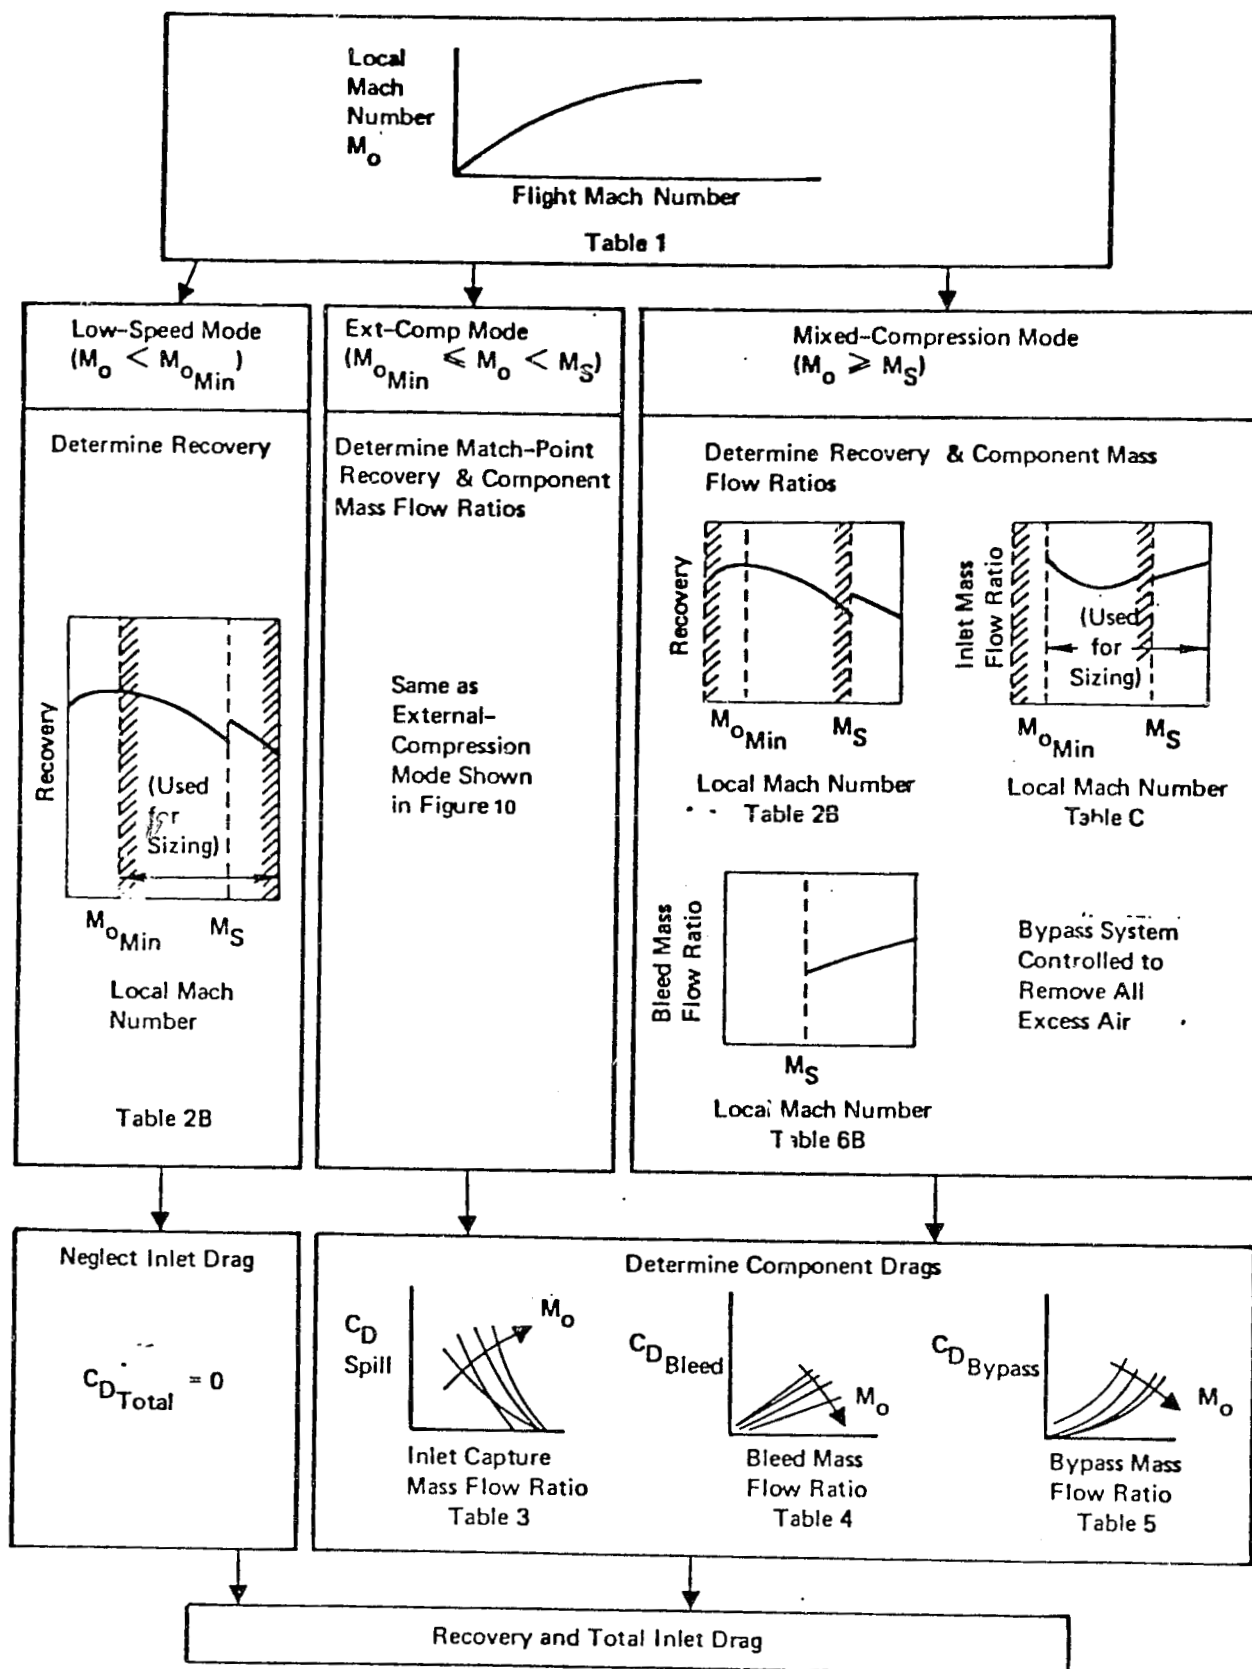 Local
Mach
Number
Mo
Flight Mach Number
Table 1
Low-Speed Mode
(Mo < MoMin)
Ext-Comp Mode
(MoMin ⩽ Mo < MS)
Mixed-Compression Mode
(Mo ⩾ MS)
Determine Recovery
Recovery
(Used
for
Sizing)
MoMin
MS
Local Mach
Number
Table 2B
Determine Match-Point
Recovery & Component
Mass Flow Ratios
Same as
External-
Compression
Mode Shown
in Figure 10
Determine Recovery & Component Mass
Flow Ratios
Recovery
MoMin
MS
Local Mach Number
Table 2B
Inlet Mass
Flow Ratio
(Used
for
Sizing)
MoMin
MS
Local Mach Number
Table C
Bleed Mass
Flow Ratio
MS
Local Mach Number
Table 6B
Bypass System
Controlled to
Remove All
Excess Air
Neglect Inlet Drag
CDTotal = 0
Determine Component Drags
CD
Spill
Mo
Inlet Capture
Mass Flow Ratio
Table 3
CDBleed
Mo
Bleed Mass
Flow Ratio
Table 4
CDBypass
Mo
Bypass Mass
Flow Ratio
Table 5
Recovery and Total Inlet Drag